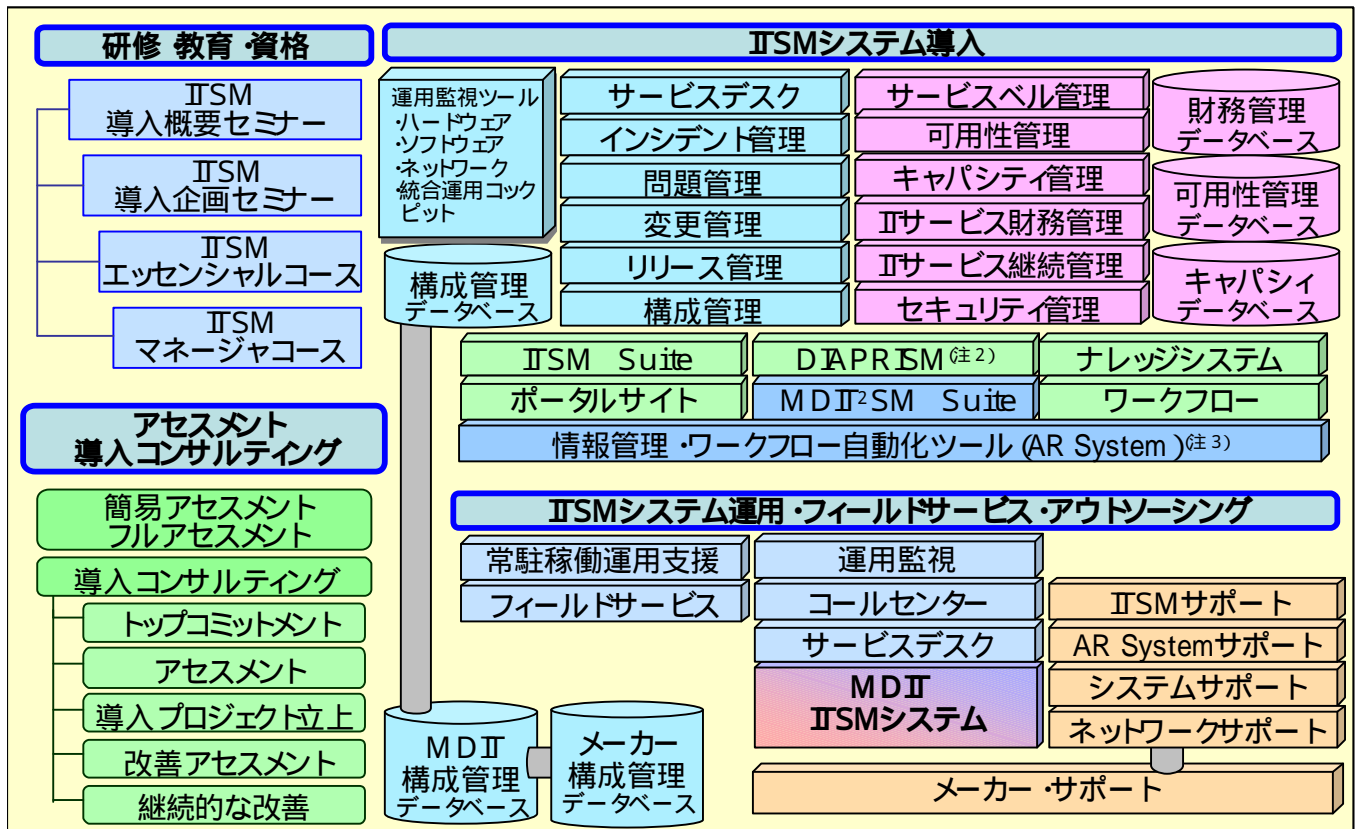 研修・教育・資格
ITSM
導入概要セミナー
ITSM
導入企画セミナー
ITSM
エッセンシャルコース
ITSM
マネージャコース
アセスメント
導入コンサルティング
簡易アセスメント
フルアセスメント
導入コンサルティング
トップコミットメント
アセスメント
導入プロジェクト立上
改善アセスメント
継続的な改善
ITSMシステム導入
運用監視ツール
・ハードウェア
・ソフトウェア
・ネットワーク
・統合運用コック
ピット
構成管理
データベース
サービスデスク
インシデント管理
問題管理
変更管理
リリース管理
構成管理
サービスベル管理
可用性管理
キャパシティ管理
ITサービス財務管理
ITサービス継続管理
セキュリティ管理
財務管理
データベース
可用性管理
データベース
キャパシィ
データベース
ITSM Suite
DIAPRISM(注2)
ナレッジシステム
ポータルサイト
MDIT²SM Suite
ワークフロー
情報管理・ワークフロー自動化ツール(AR System)(注3)
ITSMシステム運用・フィールドサービス・アウトソーシング
常駐稼働運用支援
フィールドサービス
運用監視
コールセンター
サービスデスク
MDIT
ITSMシステム
ITSMサポート
AR Systemサポート
システムサポート
ネットワークサポート
メーカー・サポート
MDIT
構成管理
データベース
メーカー
構成管理
データベース